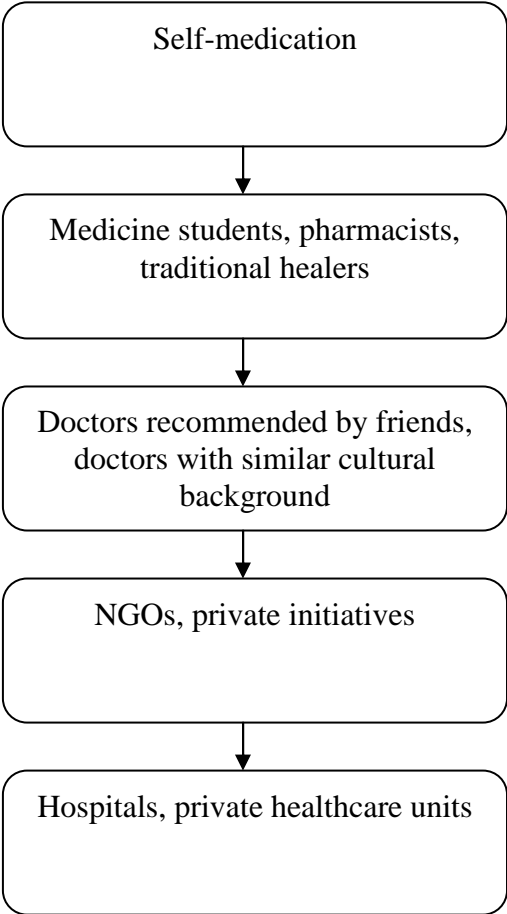 Self-medication
Medicine students, pharmacists,
traditional healers
Doctors recommended by friends,
doctors with similar cultural
background
NGOs, private initiatives
Hospitals, private healthcare units